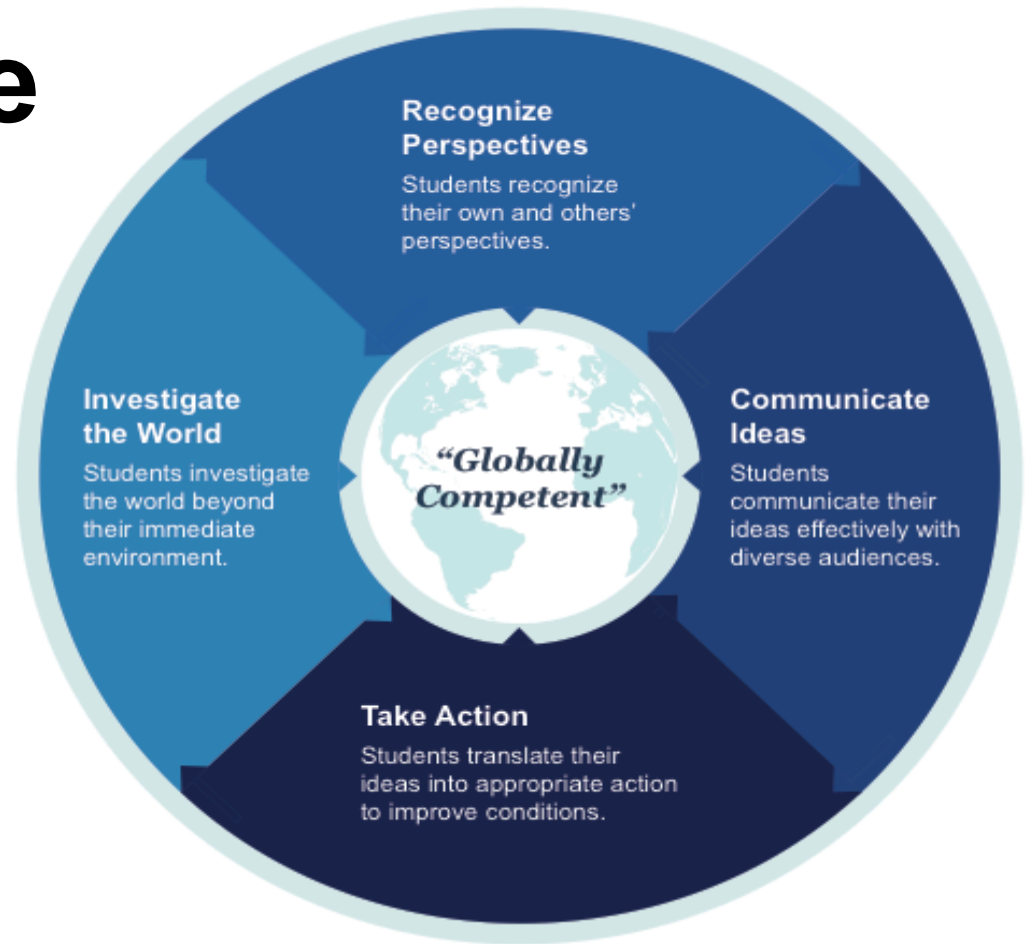 e
Recognize
Perspectives
Students recognize
their own and others'
perspectives.
Investigate
the World
Students investigate
the world beyond
their immediate
environment.
“Globally
Competent”
Communicate
Ideas
Students
communicate their
ideas effectively with
diverse audiences.
Take Action
Students translate their
ideas into appropriate action
to improve conditions.